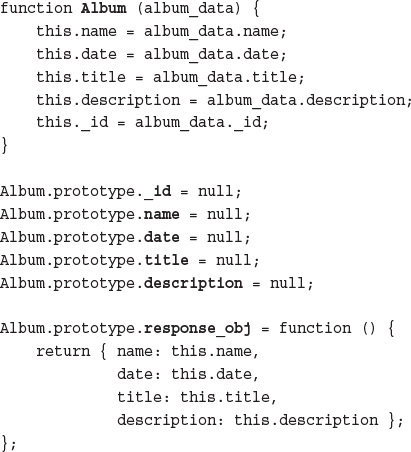 function Album (album_data) {
    this.name = album_data.name;
    this.date = album_data.date;
    this.title = album_data.title;
    this.description = album_data.description;
    this._id = album_data._id;
}

Album.prototype._id = null;
Album.prototype.name = null;
Album.prototype.date = null;
Album.prototype.title = null;
Album.prototype.description = null;

Album.prototype.response_obj = function () {
    return { name: this.name,
             date: this.date,
             title: this.title,
             description: this.description };
};